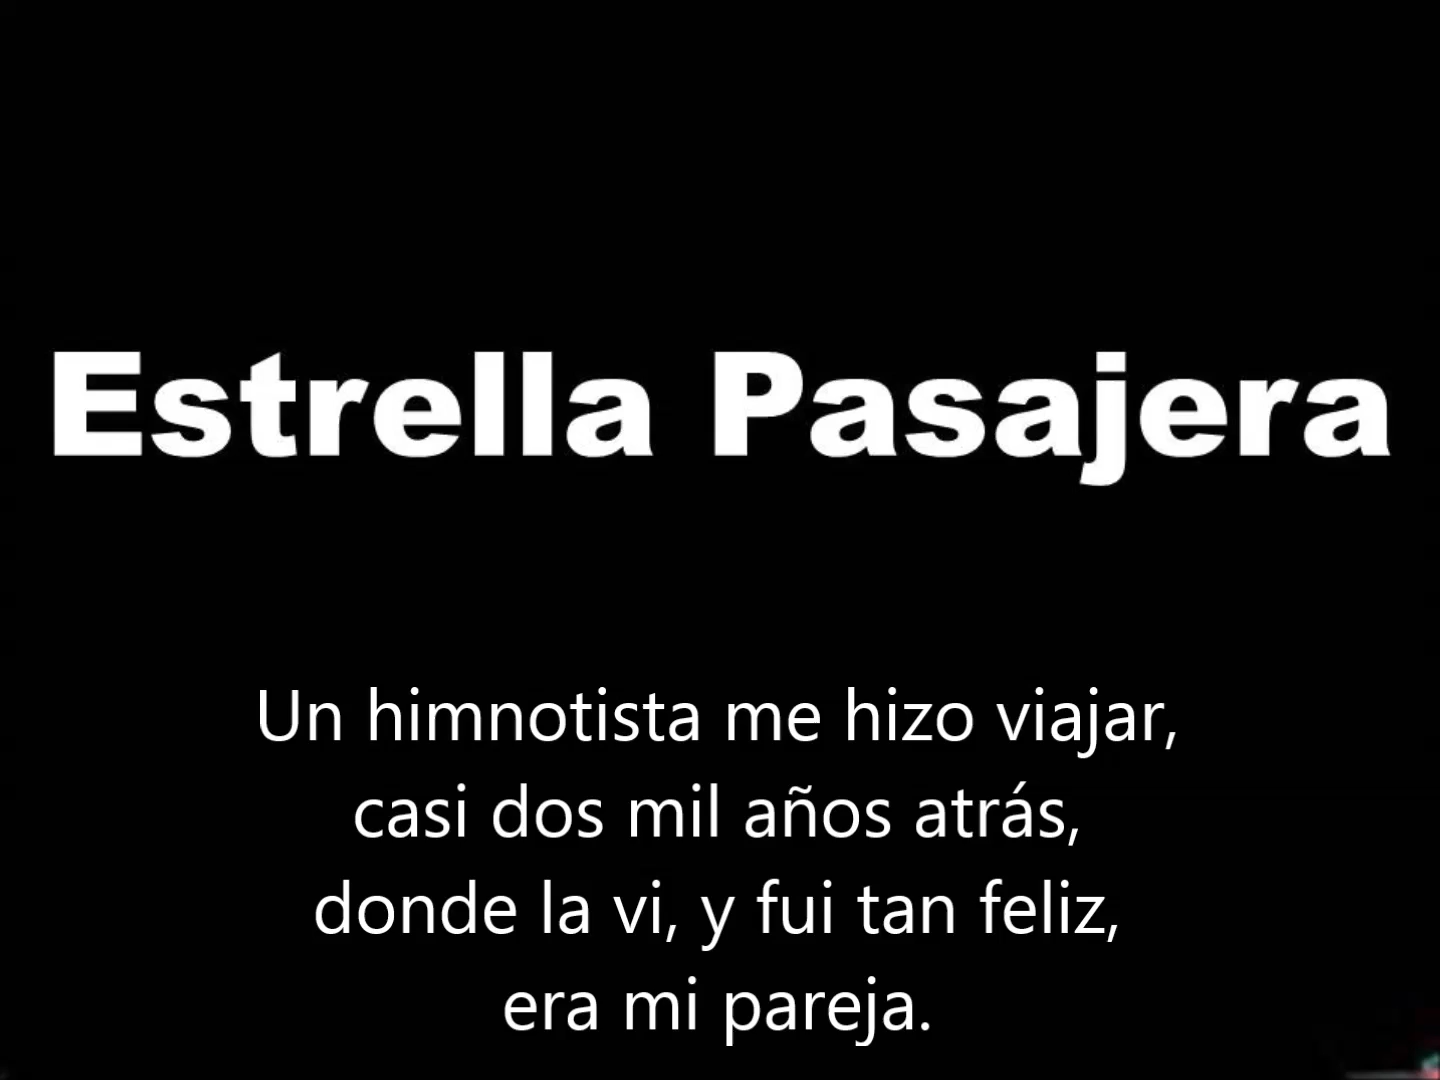 Estrella Pasajera
Un himnotista me hizo viajar,
casi dos mil años atrás,
donde la vi, y fui tan feliz,
era mi pareja.